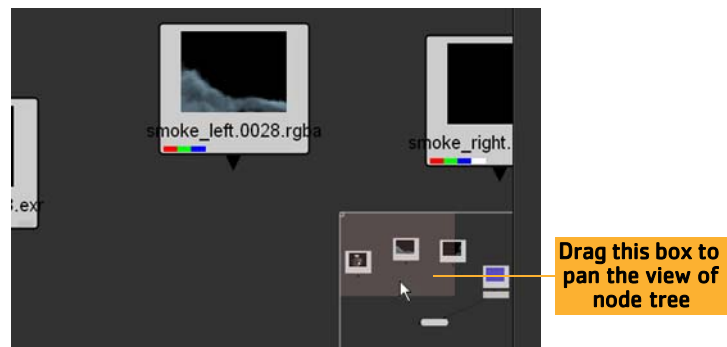 smoke_left.0028.rgba
smoke_right.
.exr
Drag this box to
pan the view of
node tree